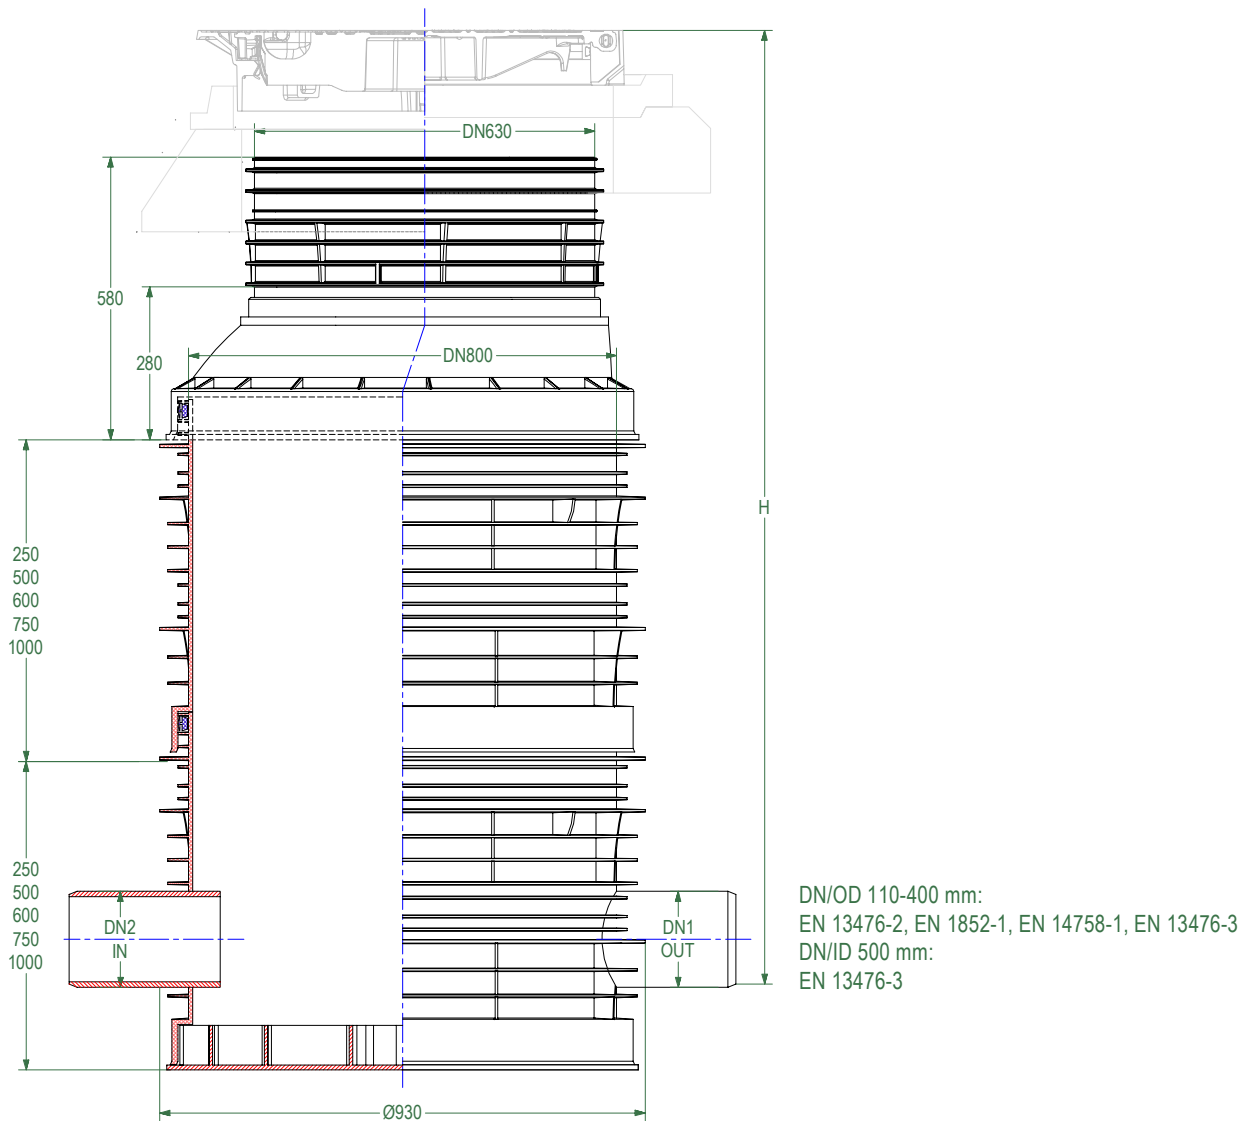 DN630
580
280
DN800
H
250
500
600
750
1000
250
500
600
750
1000
DN2
IN
DN1
OUT
DN/OD 110-400 mm:
EN 13476-2, EN 1852-1, EN 14758-1, EN 13476-3
DN/ID 500 mm:
EN 13476-3
Ø930